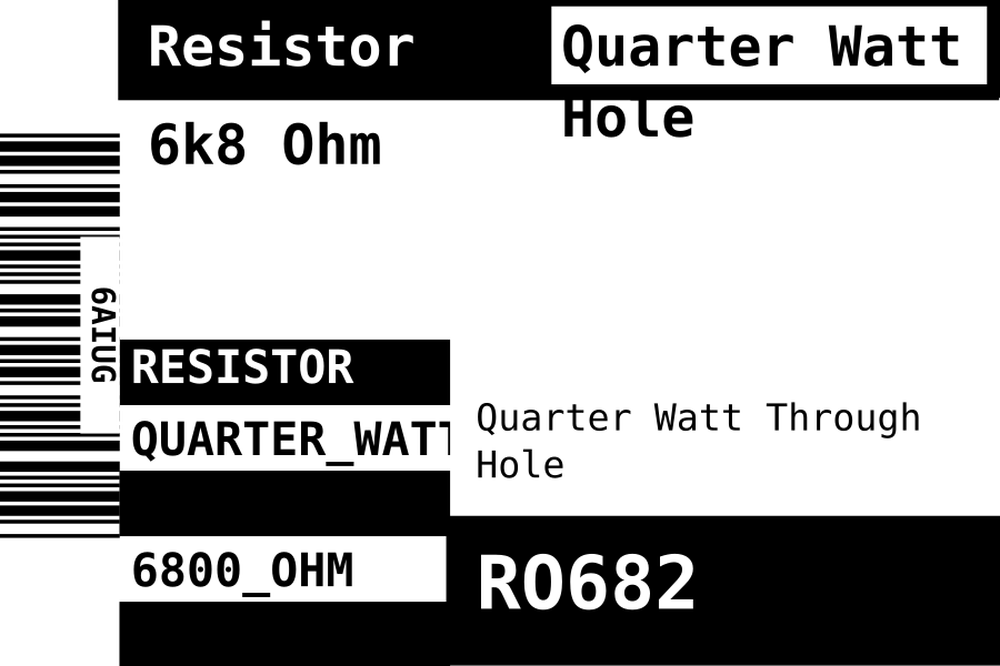 Resistor
Quarter Watt
Hole
6k8 Ohm
6AIUG
RESISTOR
QUARTER_WATT
6800_OHM
Quarter Watt Through
Hole
RO682